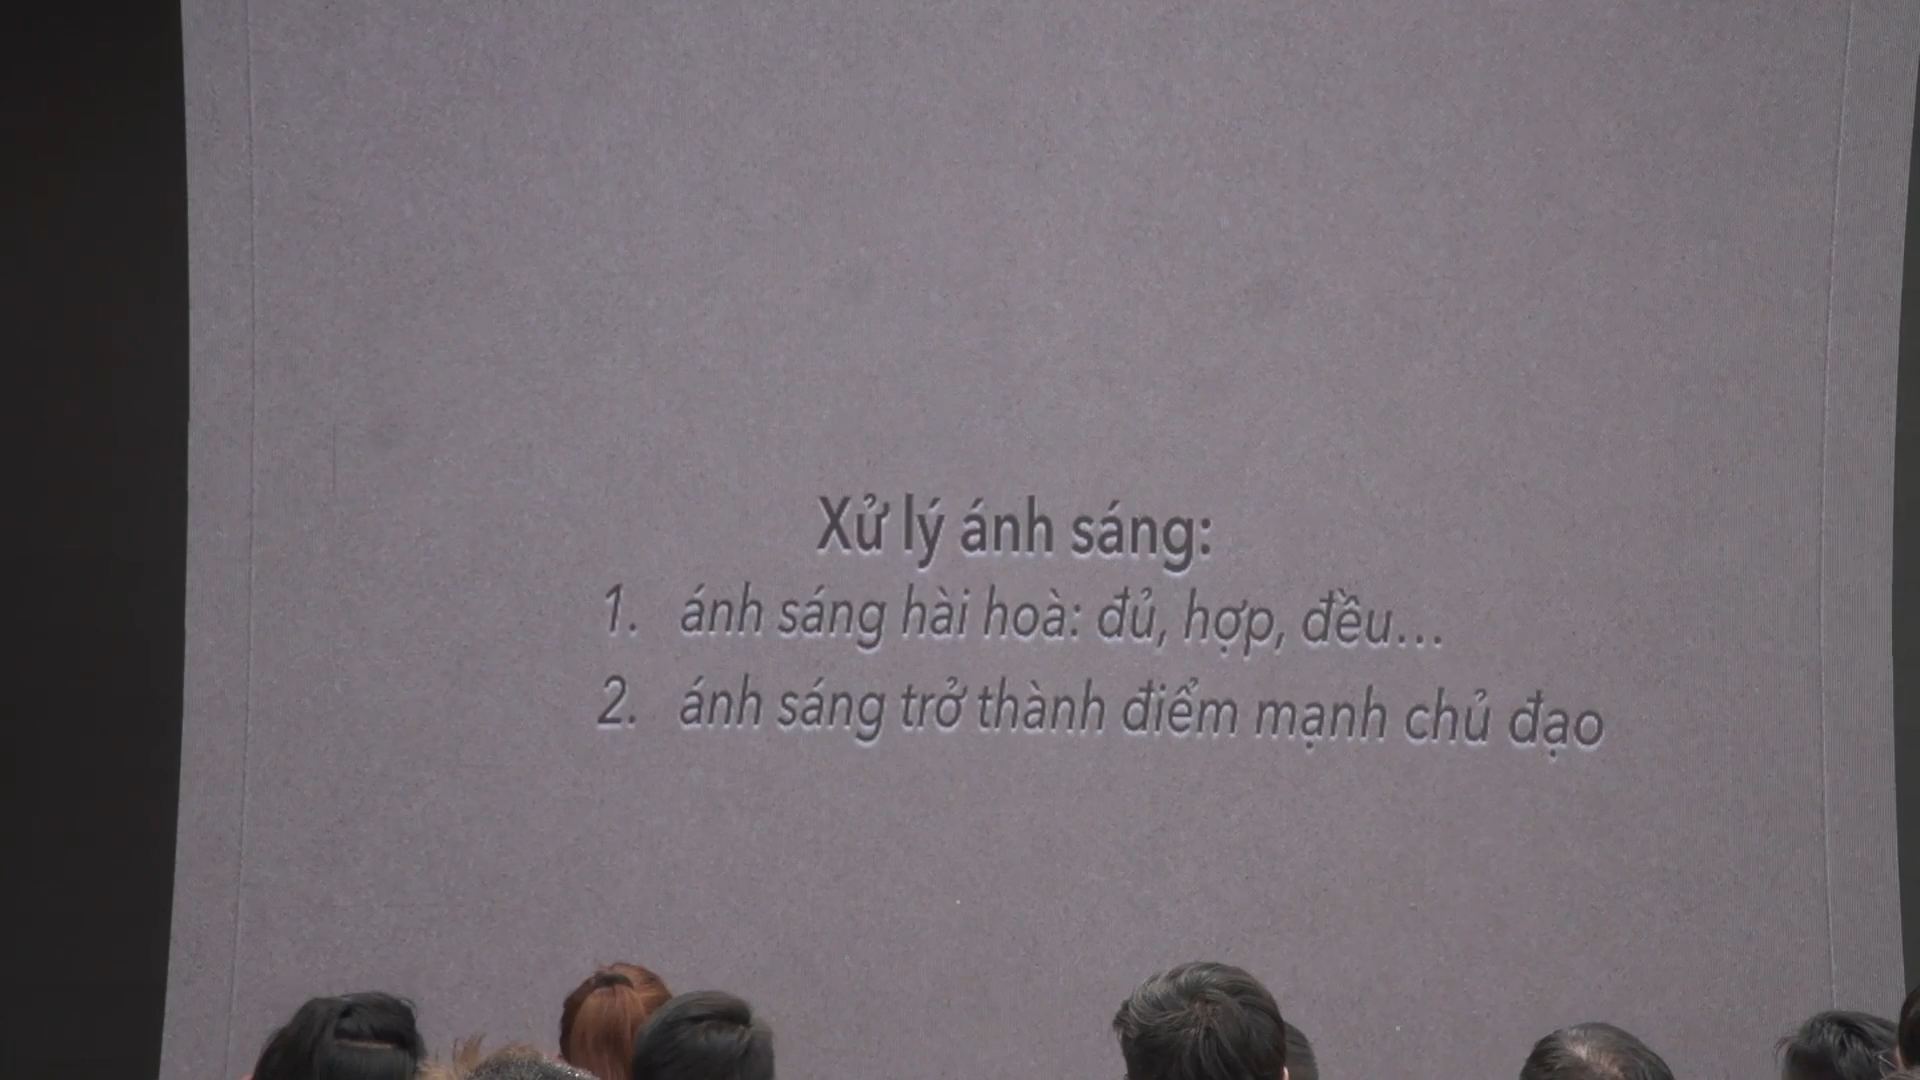 Xử lý ánh sáng:
1. ánh sáng hài hoà: đủ, hợp, đều...
2. ánh sáng trở thành điểm mạnh chủ đạo